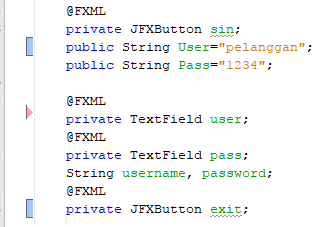 @FXML
private JFXButton sin;
public String User="pelanggan";
public String Pass="1234";
@FXML
private TextField user;
@FXML
private TextField pass;
String username, password;
@FXML
private JFXButton exit;